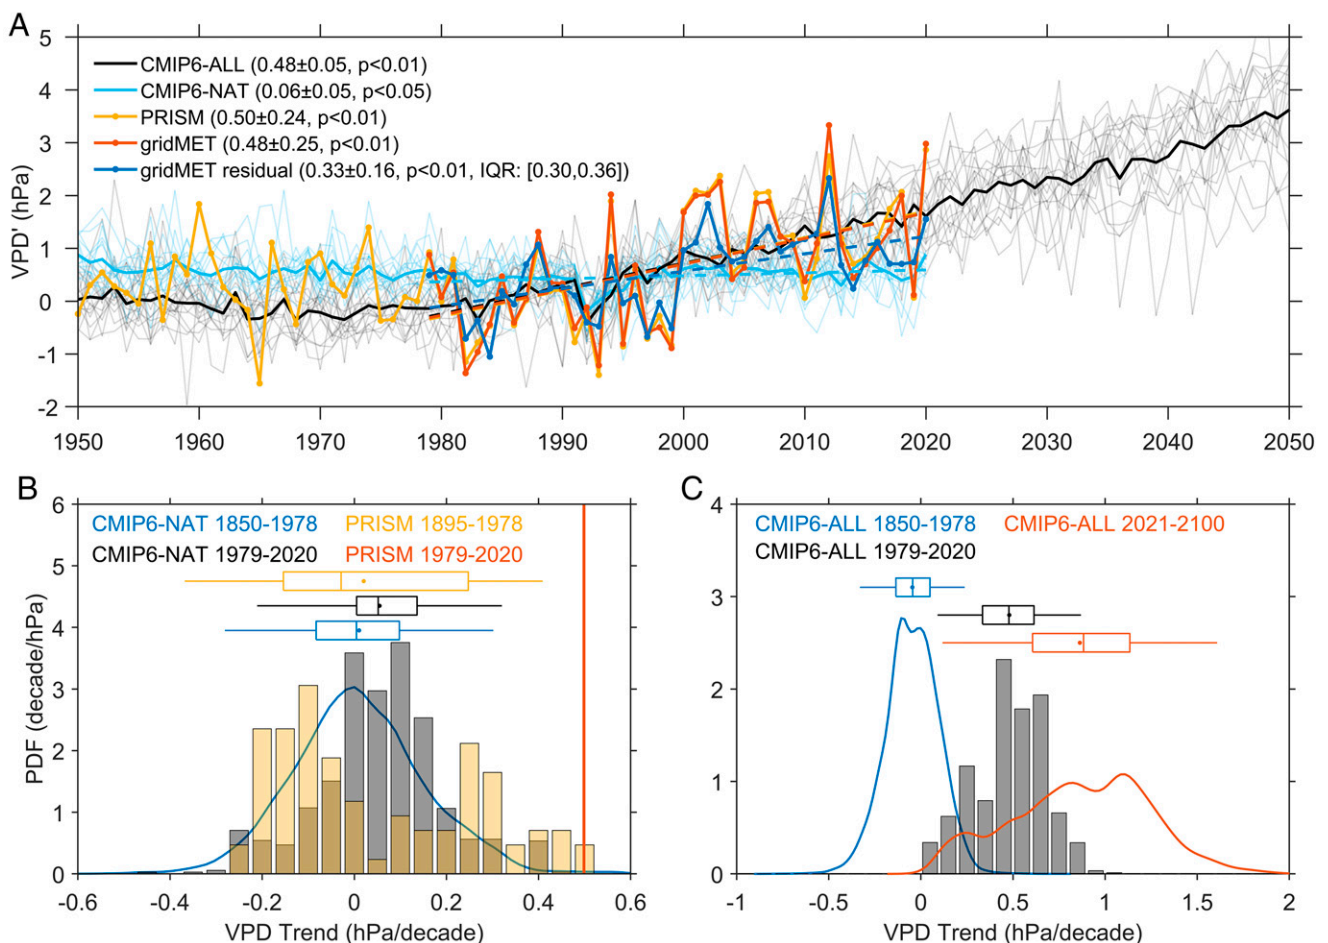 A
5
4
3
2
1
0
-1
-2
VPD' (hPa)
CMIP6-ALL (0.48±0.05, p<0.01)
CMIP6-NAT (0.06±0.05, p<0.05)
PRISM (0.50±0.24, p<0.01)
gridMET (0.48±0.25, p<0.01)
gridMET residual (0.33±0.16, p<0.01, IQR: [0.30,0.36])
1950 1960 1970 1980 1990 2000 2010 2020 2030 2040 2050
B
6
5
4
3
2
1
0
PDF (decade/hPa)
CMIP6-NAT 1850-1978 PRISM 1895-1978
CMIP6-NAT 1979-2020 PRISM 1979-2020
-0.6 -0.4 -0.2 0 0.2 0.4 0.6
VPD Trend (hPa/decade)
C
4
3
2
1
0
CMIP6-ALL 1850-1978 CMIP6-ALL 2021-2100
CMIP6-ALL 1979-2020
-1 -0.5 0 0.5 1 1.5 2
VPD Trend (hPa/decade)